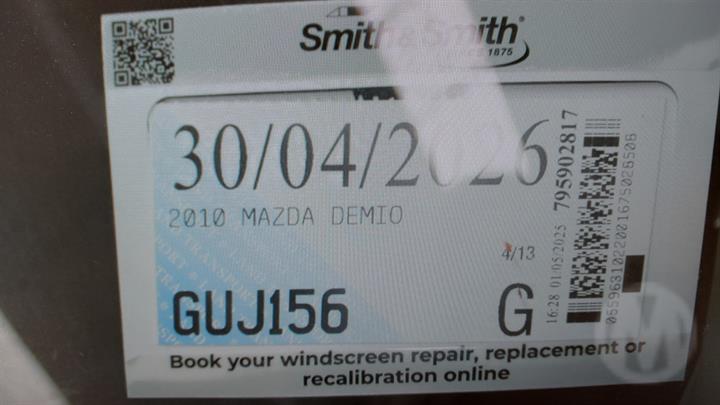 Smith & Smith®
SINCE 1875
30/04/2026
2010 MAZDA DEMIO
4/13
GUJ156
G
16:28 01/05/2025
795902817
Book your windscreen repair, replacement or
recalibration online